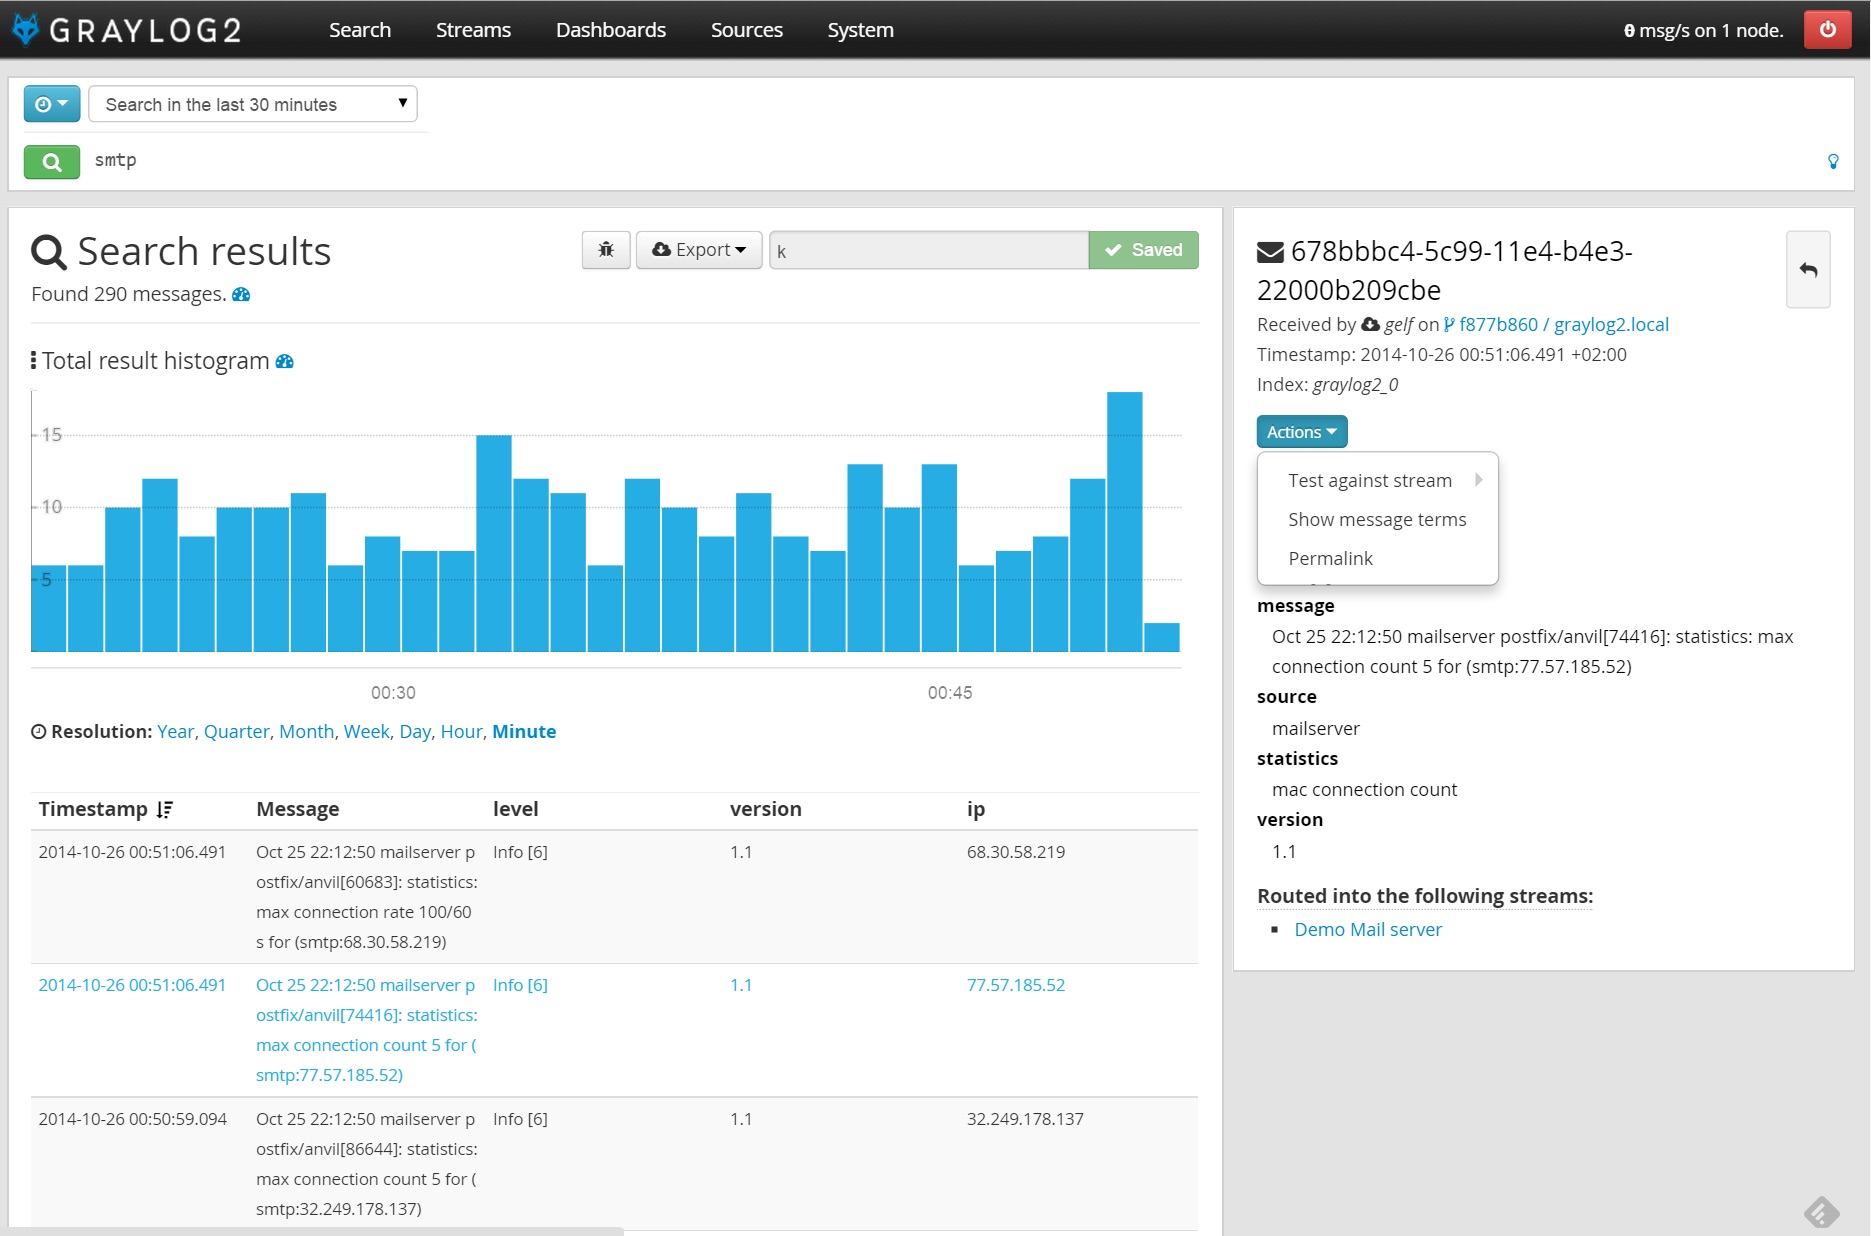 GRAYLOG2 Search Streams Dashboards Sources System 0 msg/s on 1 node.
Search in the last 30 minutes
smtp
Search results Export k Saved
Found 290 messages.
Total result histogram
15
10
5
00:30 00:45
Resolution: Year, Quarter, Month, Week, Day, Hour, Minute
Timestamp Message level version ip
2014-10-26 00:51:06.491 Oct 25 22:12:50 mailserver p Info [6] 1.1 68.30.58.219
ostfix/anvil[60683]: statistics:
max connection rate 100/60
s for (smtp:68.30.58.219)
2014-10-26 00:51:06.491 Oct 25 22:12:50 mailserver p Info [6] 1.1 77.57.185.52
ostfix/anvil[74416]: statistics:
max connection count 5 for (
smtp:77.57.185.52)
2014-10-26 00:50:59.094 Oct 25 22:12:50 mailserver p Info [6] 1.1 32.249.178.137
ostfix/anvil[86644]: statistics:
max connection count 5 for (
smtp:32.249.178.137)
678bbbc4-5c99-11e4-b4e3-
22000b209cbe
Received by gelf on f877b860 / graylog2.local
Timestamp: 2014-10-26 00:51:06.491 +02:00
Index: graylog2_0
Actions
Test against stream
Show message terms
Permalink
message
Oct 25 22:12:50 mailserver postfix/anvil[74416]: statistics: max
connection count 5 for (smtp:77.57.185.52)
source
mailserver
statistics
mac connection count
version
1.1
Routed into the following streams:
Demo Mail server